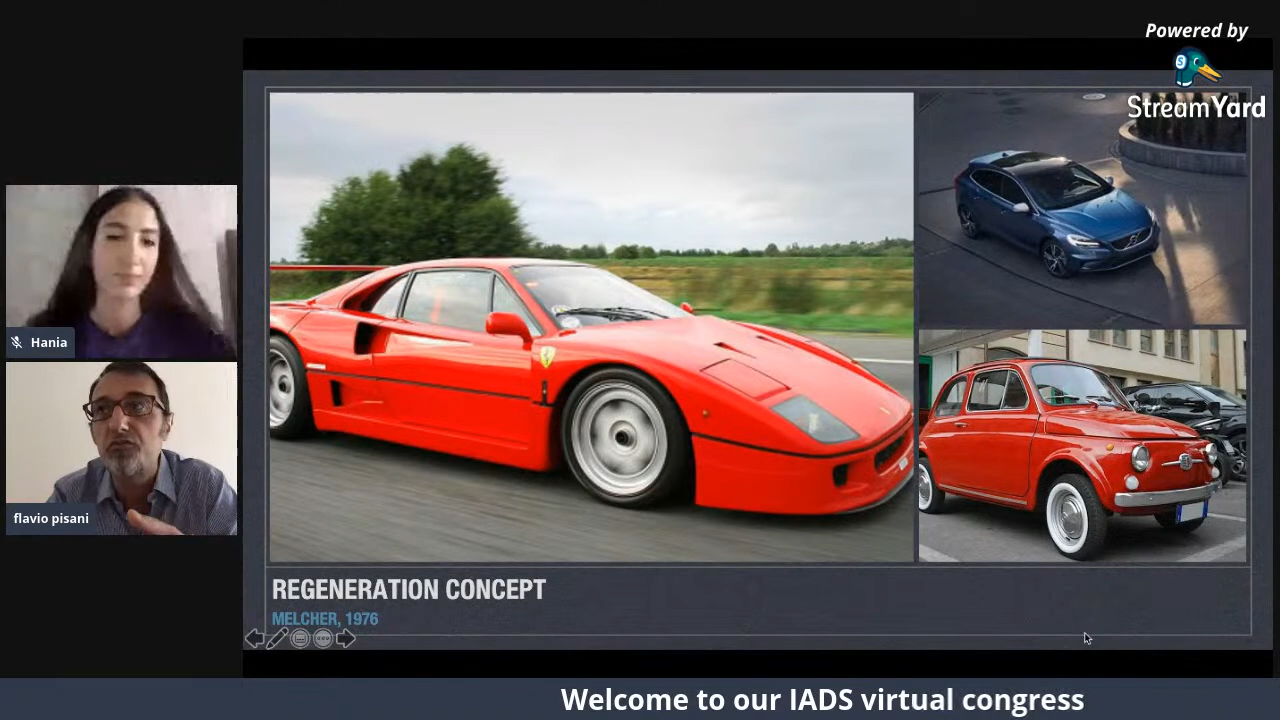 Powered by
StreamYard
Hania
flavio pisani
REGENERATION CONCEPT
MELCHER, 1976
Welcome to our IADS virtual congress